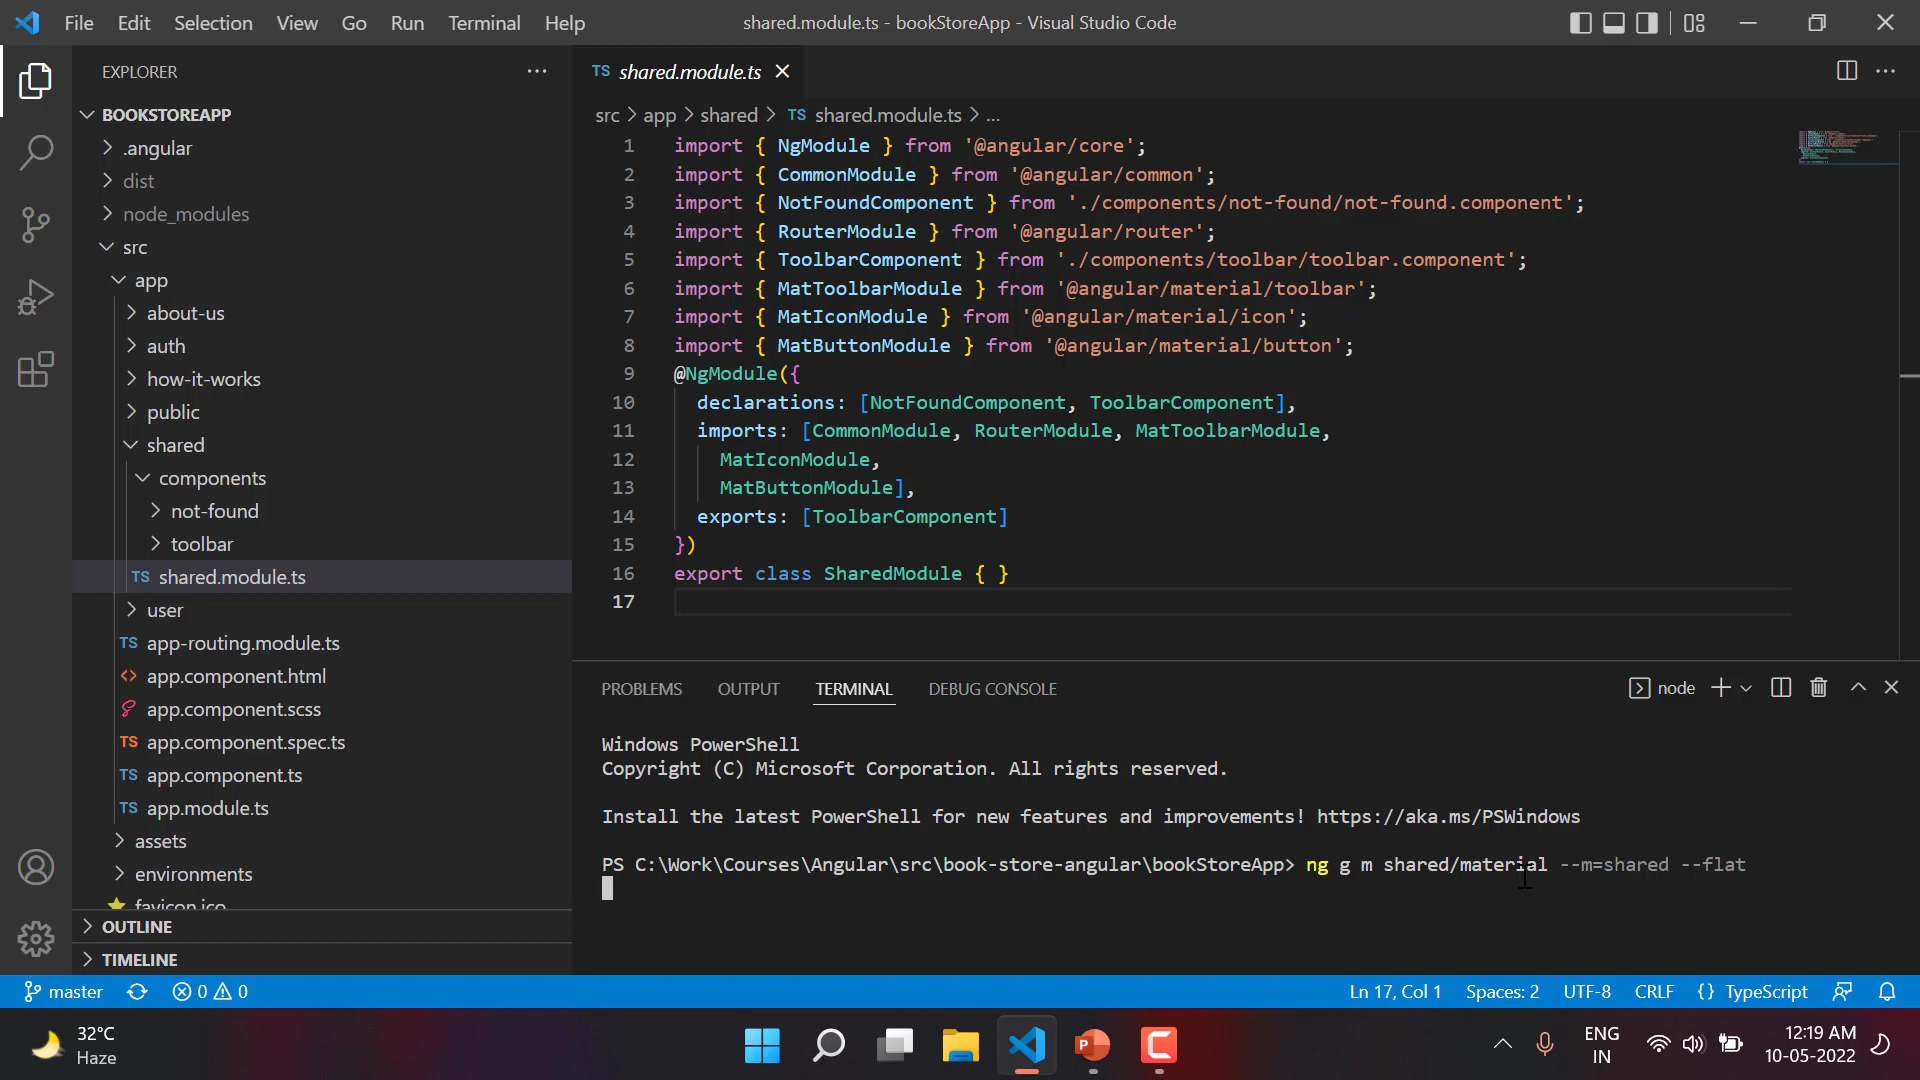 File Edit Selection View Go Run Terminal Help
shared.module.ts - bookStoreApp - Visual Studio Code
EXPLORER
BOOKSTOREAPP
.angular
dist
node_modules
src
app
about-us
auth
how-it-works
public
shared
components
not-found
toolbar
TS shared.module.ts
user
TS app-routing.module.ts
<> app.component.html
app.component.scss
TS app.component.spec.ts
TS app.component.ts
TS app.module.ts
assets
environments
favicon.ico
OUTLINE
TIMELINE
TS shared.module.ts
src > app > shared > TS shared.module.ts > ...
1 import { NgModule } from '@angular/core';
2 import { CommonModule } from '@angular/common';
3 import { NotFoundComponent } from './components/not-found/not-found.component';
4 import { RouterModule } from '@angular/router';
5 import { ToolbarComponent } from './components/toolbar/toolbar.component';
6 import { MatToolbarModule } from '@angular/material/toolbar';
7 import { MatIconModule } from '@angular/material/icon';
8 import { MatButtonModule } from '@angular/material/button';
9 @NgModule({
10 declarations: [NotFoundComponent, ToolbarComponent],
11 imports: [CommonModule, RouterModule, MatToolbarModule,
12 MatIconModule,
13 MatButtonModule],
14 exports: [ToolbarComponent]
15 })
16 export class SharedModule { }
17
PROBLEMS OUTPUT TERMINAL DEBUG CONSOLE
node
Windows PowerShell
Copyright (C) Microsoft Corporation. All rights reserved.
Install the latest PowerShell for new features and improvements! https://aka.ms/PSWindows
PS C:\Work\Courses\Angular\src\book-store-angular\bookStoreApp> ng g m shared/material --m=shared --flat
master 0 0
Ln 17, Col 1 Spaces: 2 UTF-8 CRLF {} TypeScript
32°C
Haze
ENG
IN
12:19 AM
10-05-2022